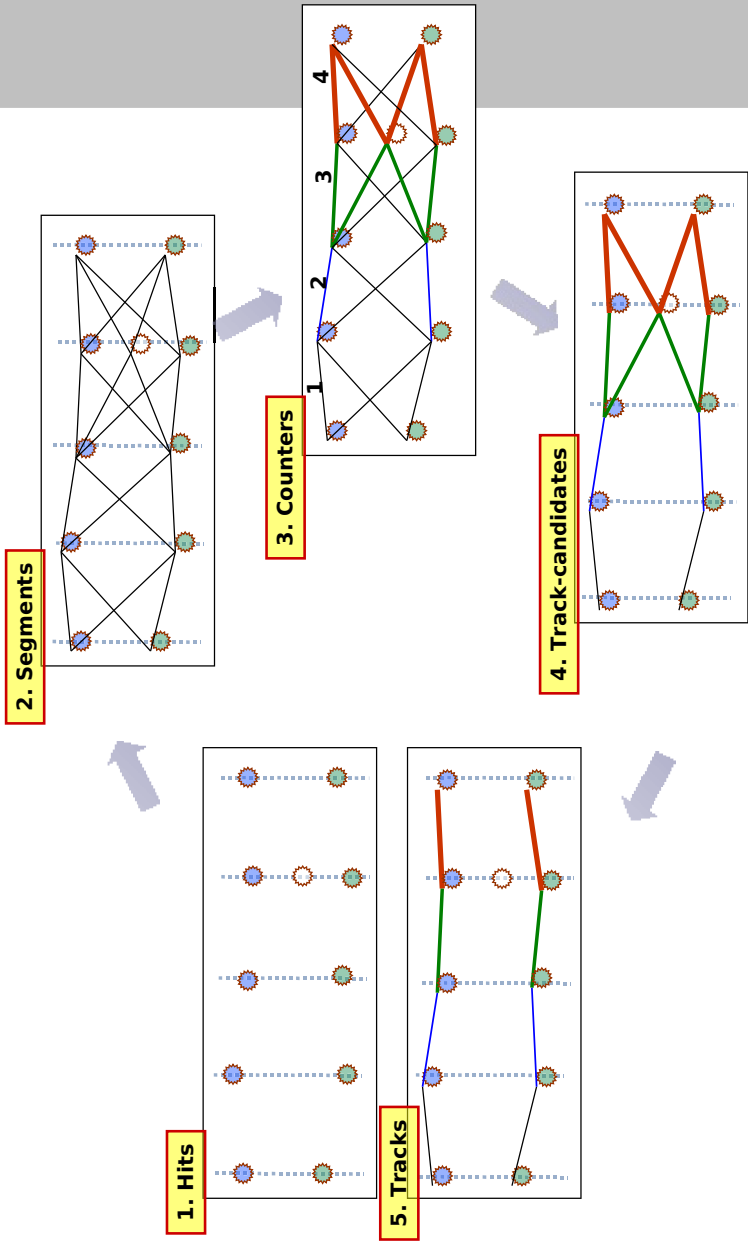 1. Hits
2. Segments
3. Counters
1
2
3
4
4. Track-candidates
5. Tracks